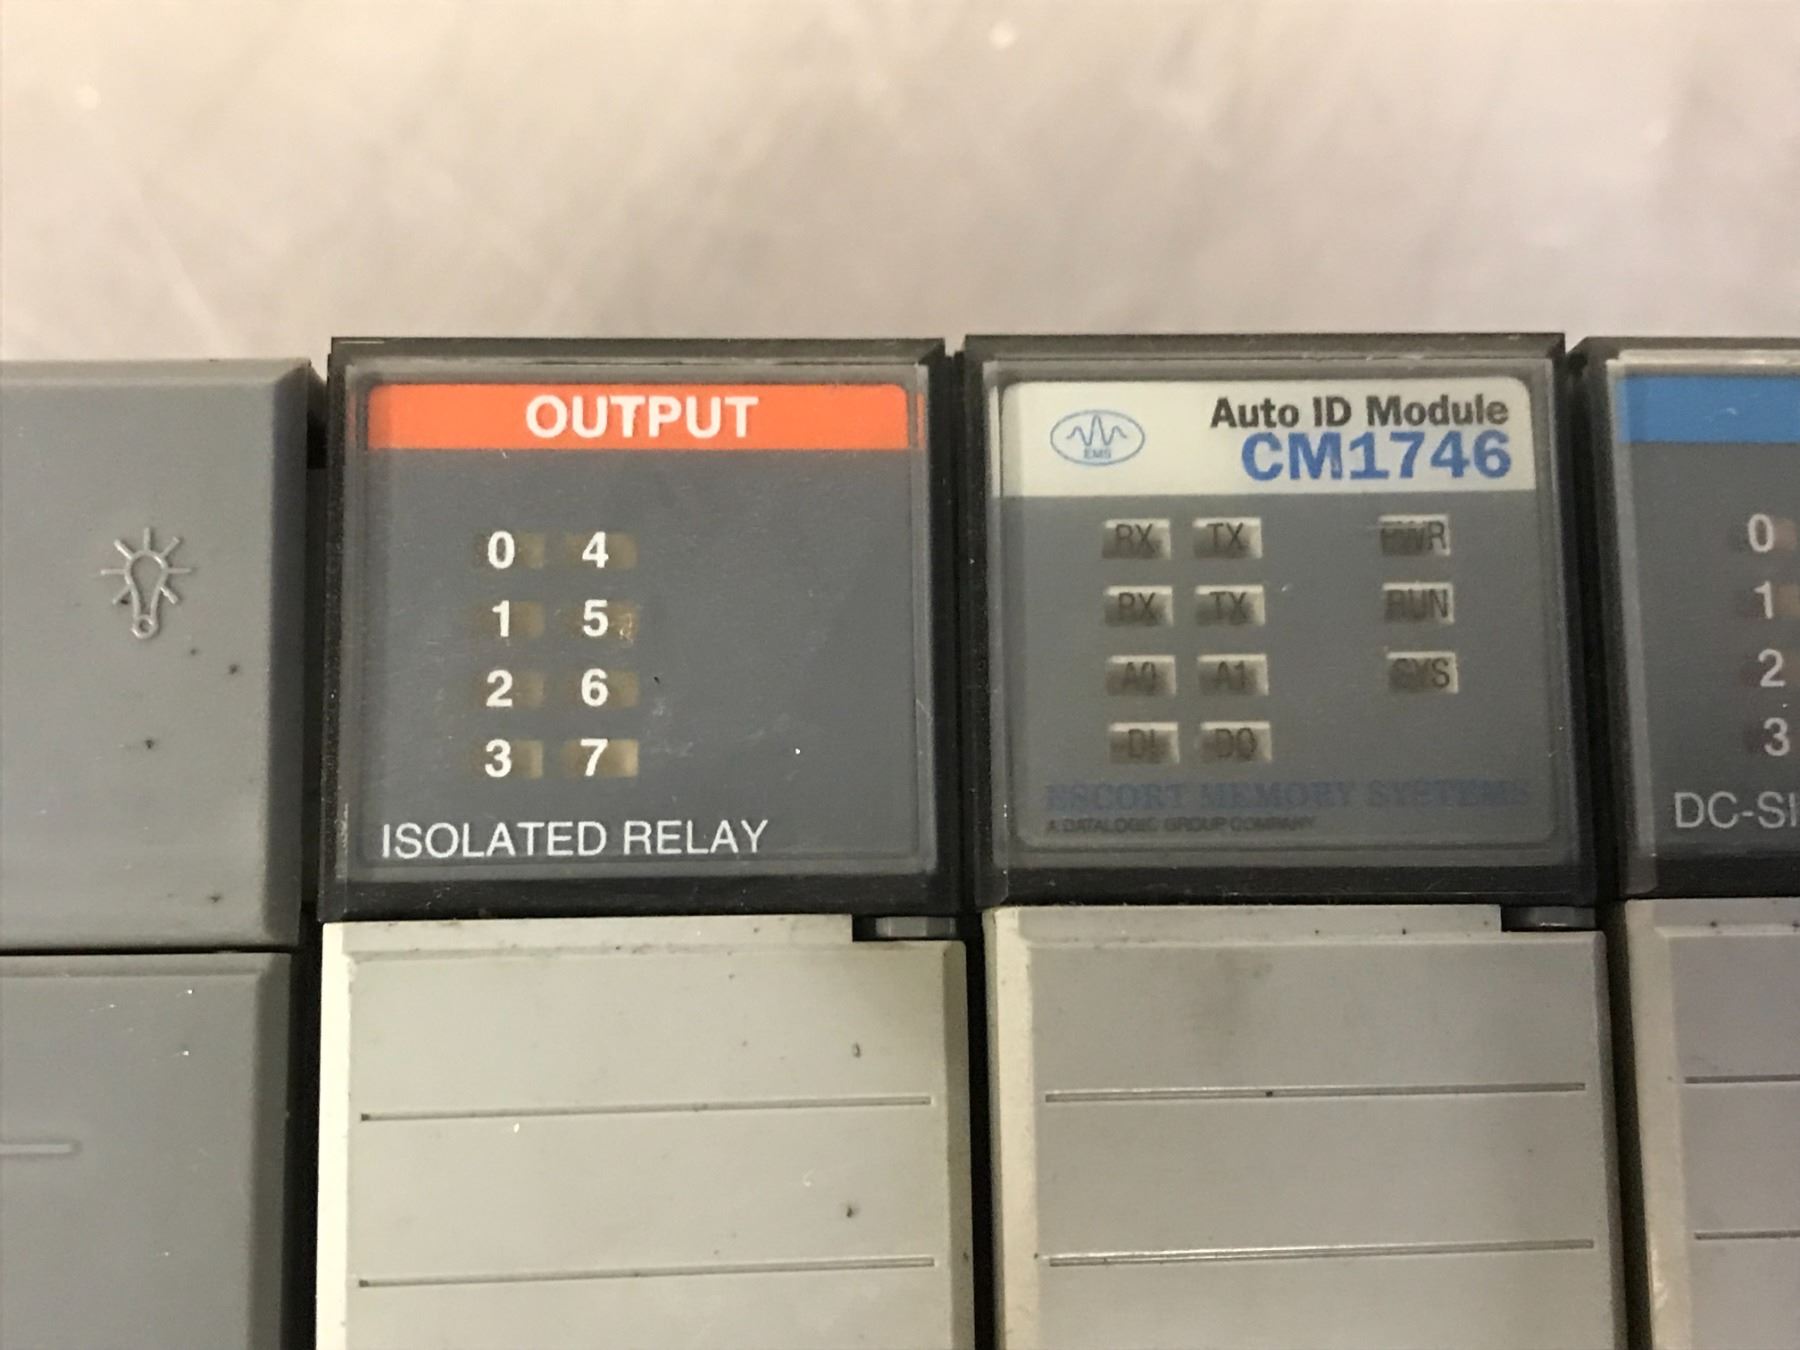 OUTPUT
0 4
1 5
2 6
3 7
ISOLATED RELAY
EMS
Auto ID Module
CM1746
RX TX PWR
RX TX RUN
A0 A1 SYS
DI DO
ESCORT MEMORY SYSTEMS
A DATALOGIC GROUP COMPANY
0
1
2
3
DC-SI